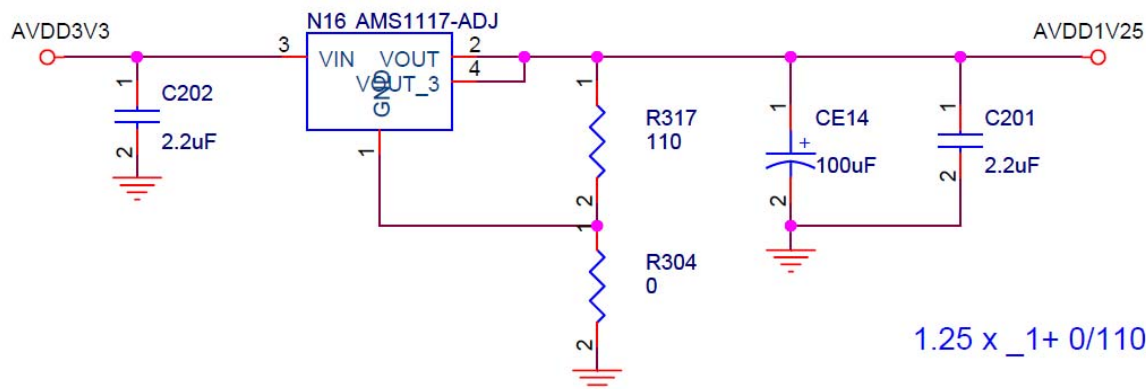 N16 AMS1117-ADJ
AVDD3V3
AVDD1V25
3
VIN
VOUT
2
VOUT_3
4
GND
1
1
C202
2.2uF
2
1
R317
110
2
1
CE14
+
100uF
2
1
C201
2.2uF
2
1
R304
0
2
1.25 x _1+ 0/110